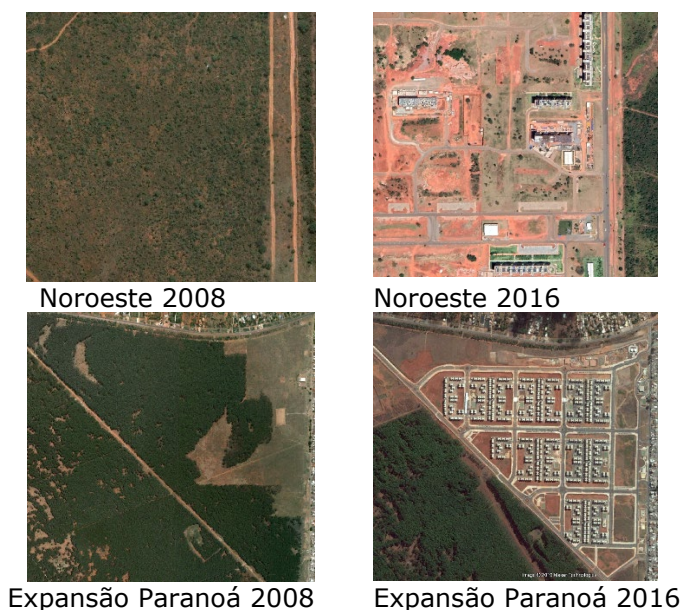 Noroeste 2008
Noroeste 2016
Expansão Paranoá 2008
Expansão Paranoá 2016